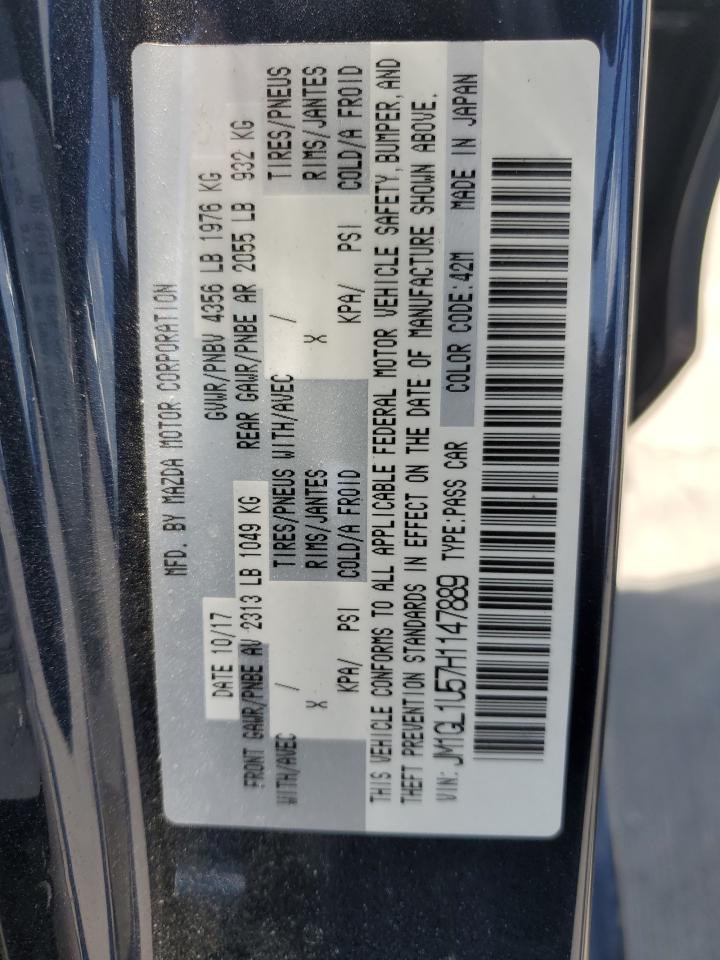 MFD. BY MAZDA MOTOR CORPORATION
DATE 10/17 GVWR/PNBV 4356 LB 1976 KG
FRONT GAWR/PNBE AV 2313 LB 1049 KG REAR GAWR/PNBE AR 2055 LB 932 KG
WITH/AVEC / TIRES/PNEUS WITH/AVEC / TIRES/PNEUS
X RIMS/JANTES X RIMS/JANTES
KPA/ PSI COLD/A FROID KPA/ PSI COLD/A FROID
THIS VEHICLE CONFORMS TO ALL APPLICABLE FEDERAL MOTOR VEHICLE SAFETY, BUMPER, AND
THEFT PREVENTION STANDARDS IN EFFECT ON THE DATE OF MANUFACTURE SHOWN ABOVE.
VIN: JM1GL1U57H1147889 TYPE:PASS CAR COLOR CODE:42M MADE IN JAPAN